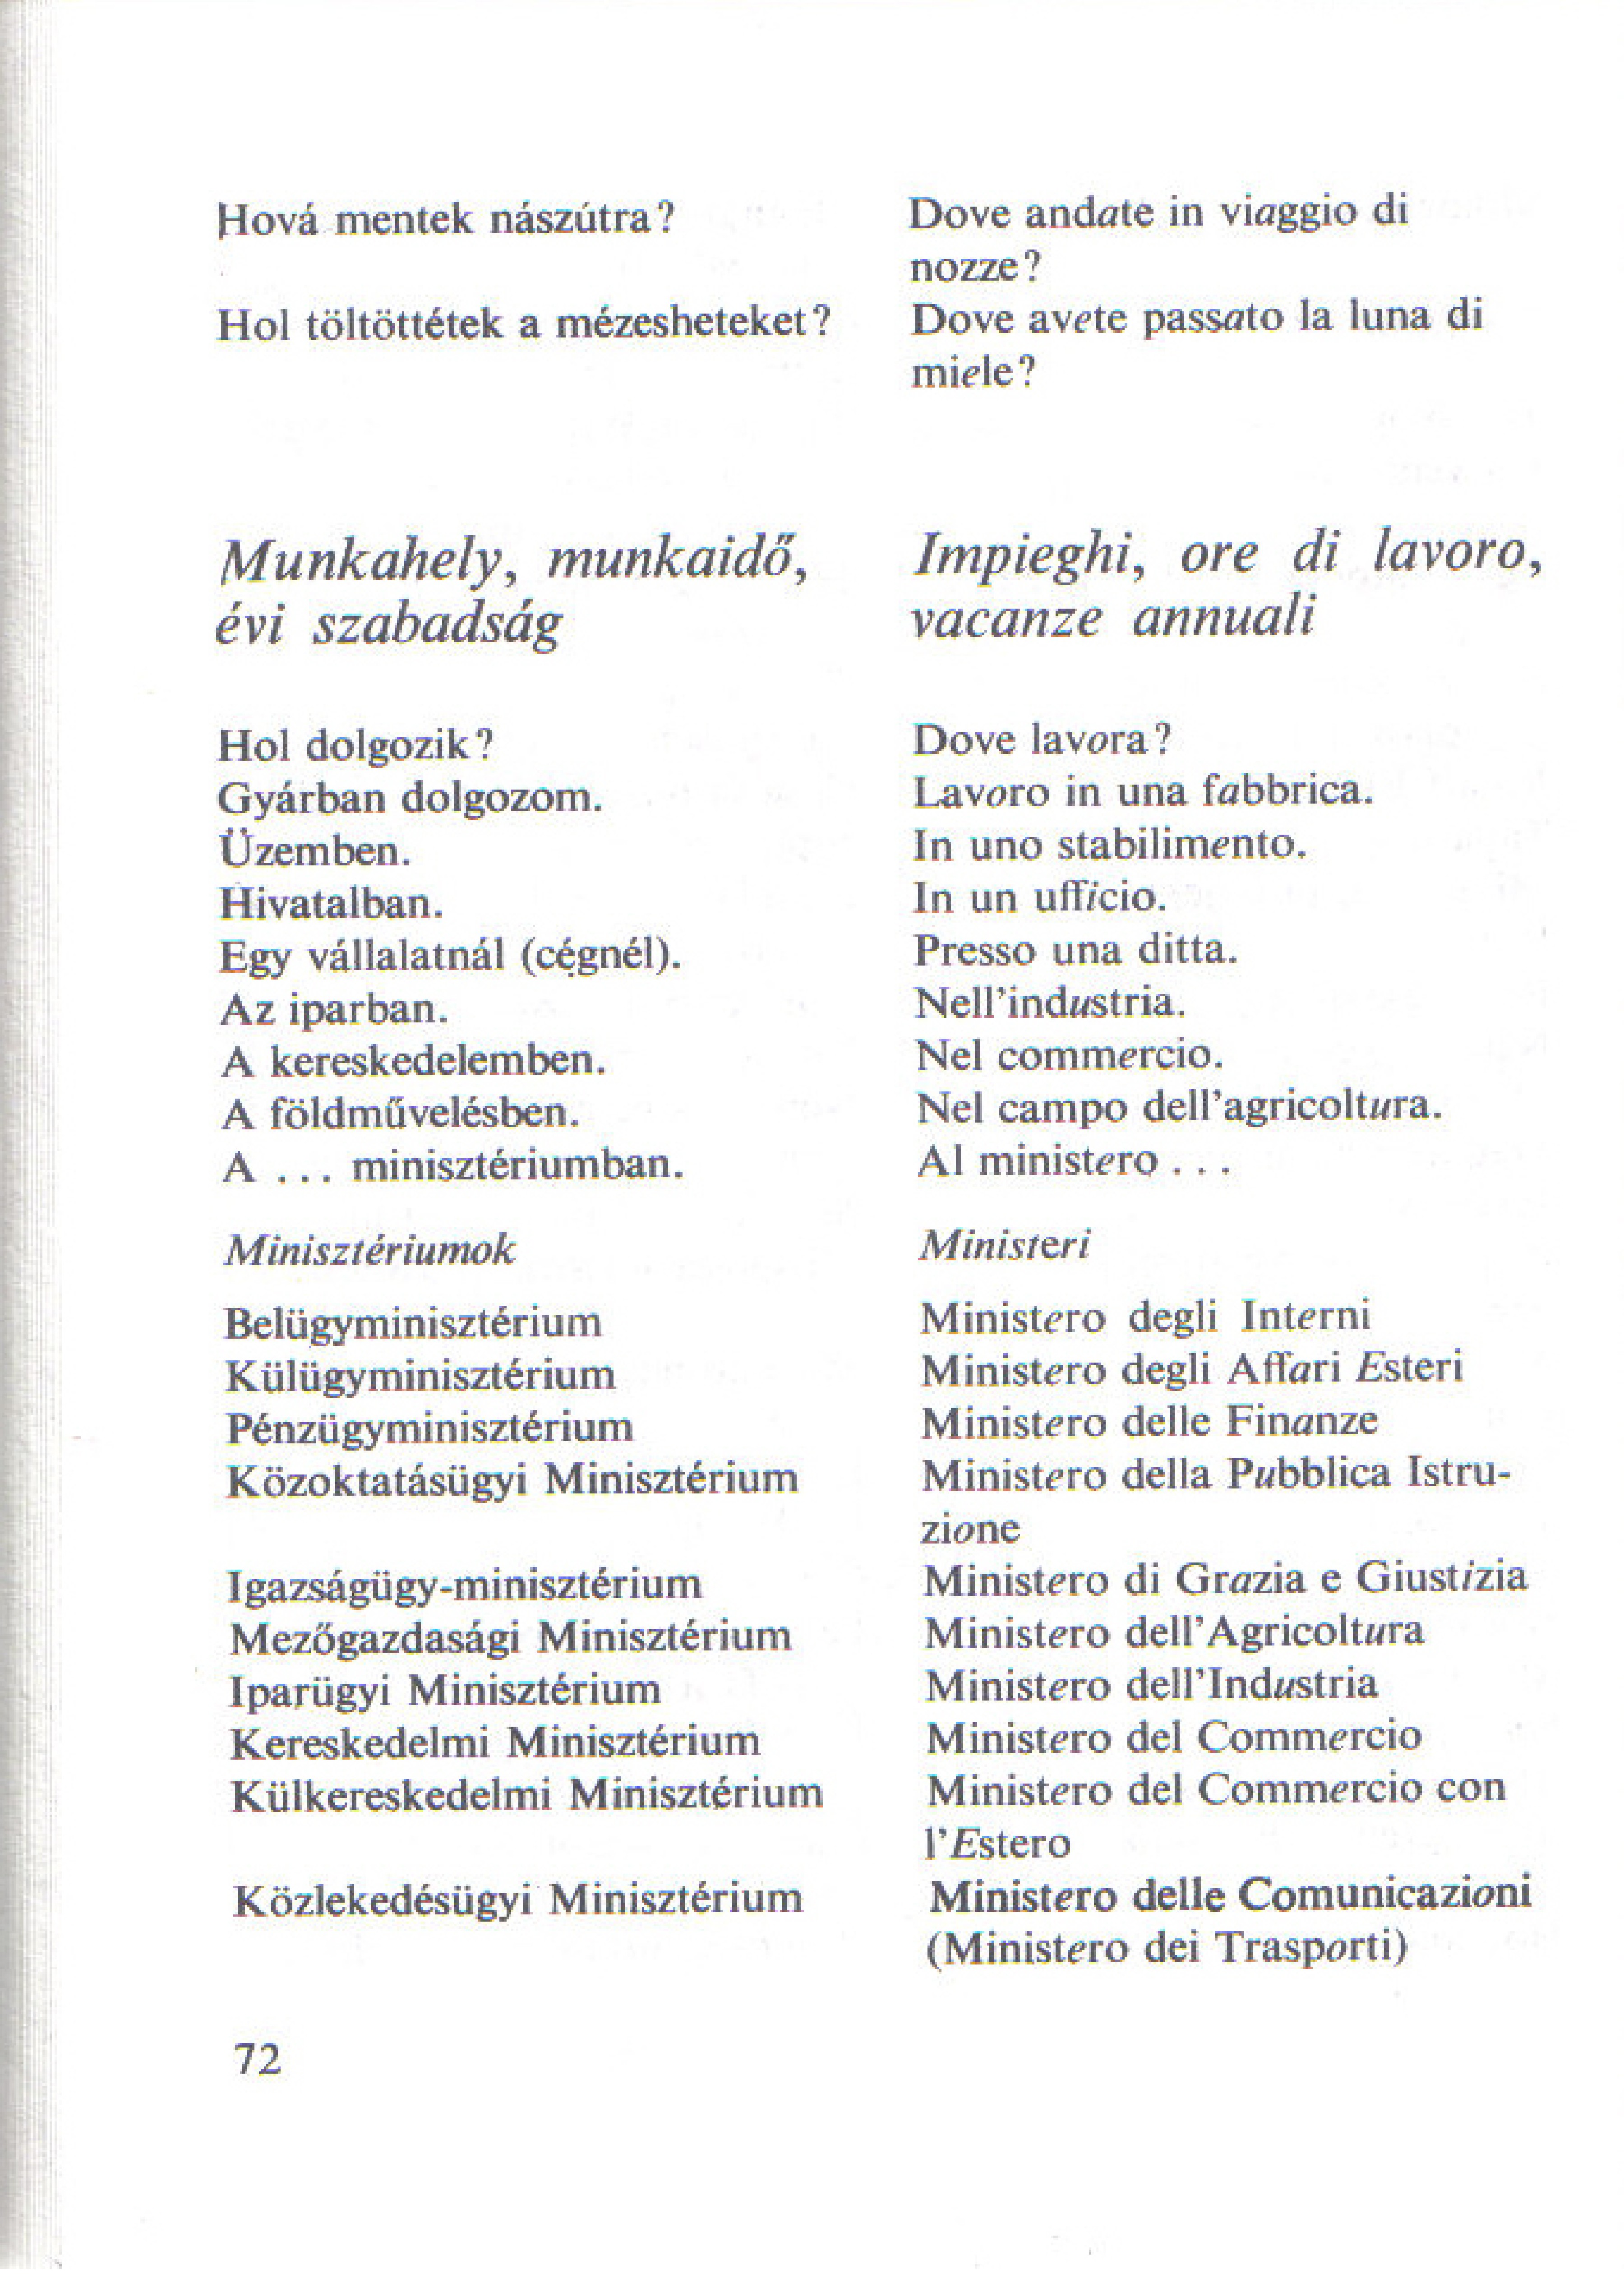 Hová mentek nászútra?
Dove andate in viaggio di
nozze?
Hol töltöttétek a mézesheteket?
Dove avete passato la luna di
miele?
Munkahely, munkaidő,
évi szabadság
Impieghi, ore di lavoro,
vacanze annuali
Hol dolgozik?
Dove lavora?
Gyárban dolgozom.
Lavoro in una fabbrica.
Üzemben.
In uno stabilimento.
Hivatalban.
In un ufficio.
Egy vállalatnál (cégnél).
Presso una ditta.
Az iparban.
Nell'industria.
A kereskedelemben.
Nel commercio.
A földművelésben.
Nel campo dell'agricoltura.
A ... minisztériumban.
Al ministero ...
Minisztériumok
Ministeri
Belügyminisztérium
Ministero degli Interni
Külügyminisztérium
Ministero degli Affari Esteri
Pénzügyminisztérium
Ministero delle Finanze
Közoktatásügyi Minisztérium
Ministero della Pubblica Istru-
zione
Igazságügy-minisztérium
Ministero di Grazia e Giustizia
Mezőgazdasági Minisztérium
Ministero dell'Agricoltura
Iparügyi Minisztérium
Ministero dell'Industria
Kereskedelmi Minisztérium
Ministero del Commercio
Külkereskedelmi Minisztérium
Ministero del Commercio con
l'Estero
Közlekedésügyi Minisztérium
Ministero delle Comunicazioni
(Ministero dei Trasporti)
72